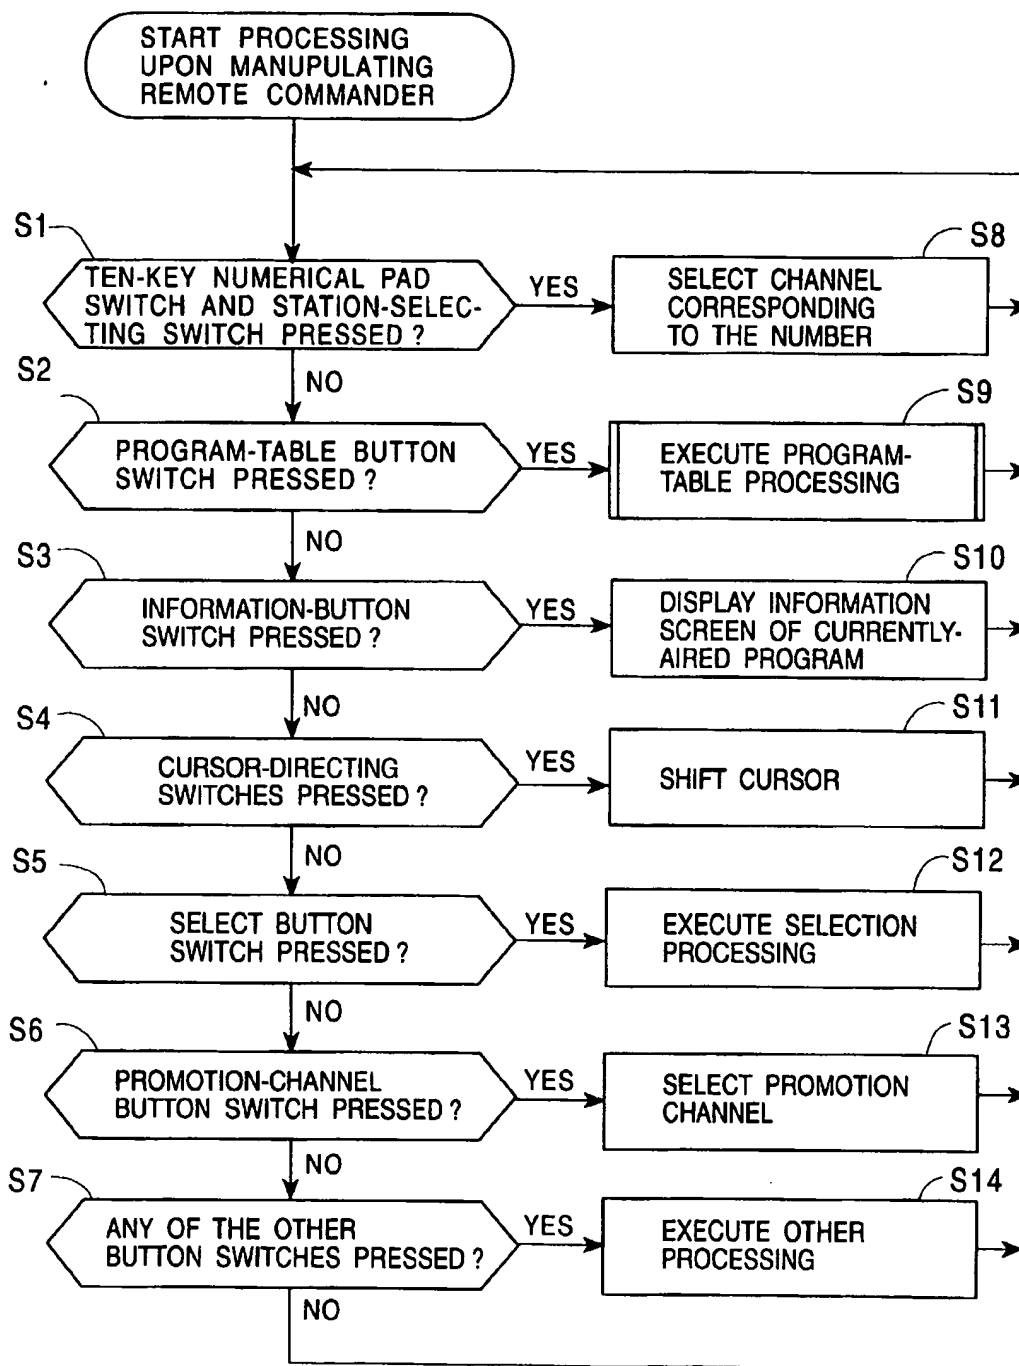 START PROCESSING
UPON MANUPULATING
REMOTE COMMANDER
S1
TEN-KEY NUMERICAL PAD
SWITCH AND STATION-SELEC-
TING SWITCH PRESSED ?
YES
S8
SELECT CHANNEL
CORRESPONDING
TO THE NUMBER
NO
S2
PROGRAM-TABLE BUTTON
SWITCH PRESSED ?
YES
S9
EXECUTE PROGRAM-
TABLE PROCESSING
NO
S3
INFORMATION-BUTTON
SWITCH PRESSED ?
YES
S10
DISPLAY INFORMATION
SCREEN OF CURRENTLY-
AIRED PROGRAM
NO
S4
CURSOR-DIRECTING
SWITCHES PRESSED ?
YES
S11
SHIFT CURSOR
NO
S5
SELECT BUTTON
SWITCH PRESSED ?
YES
S12
EXECUTE SELECTION
PROCESSING
NO
S6
PROMOTION-CHANNEL
BUTTON SWITCH PRESSED ?
YES
S13
SELECT PROMOTION
CHANNEL
NO
S7
ANY OF THE OTHER
BUTTON SWITCHES PRESSED ?
YES
S14
EXECUTE OTHER
PROCESSING
NO